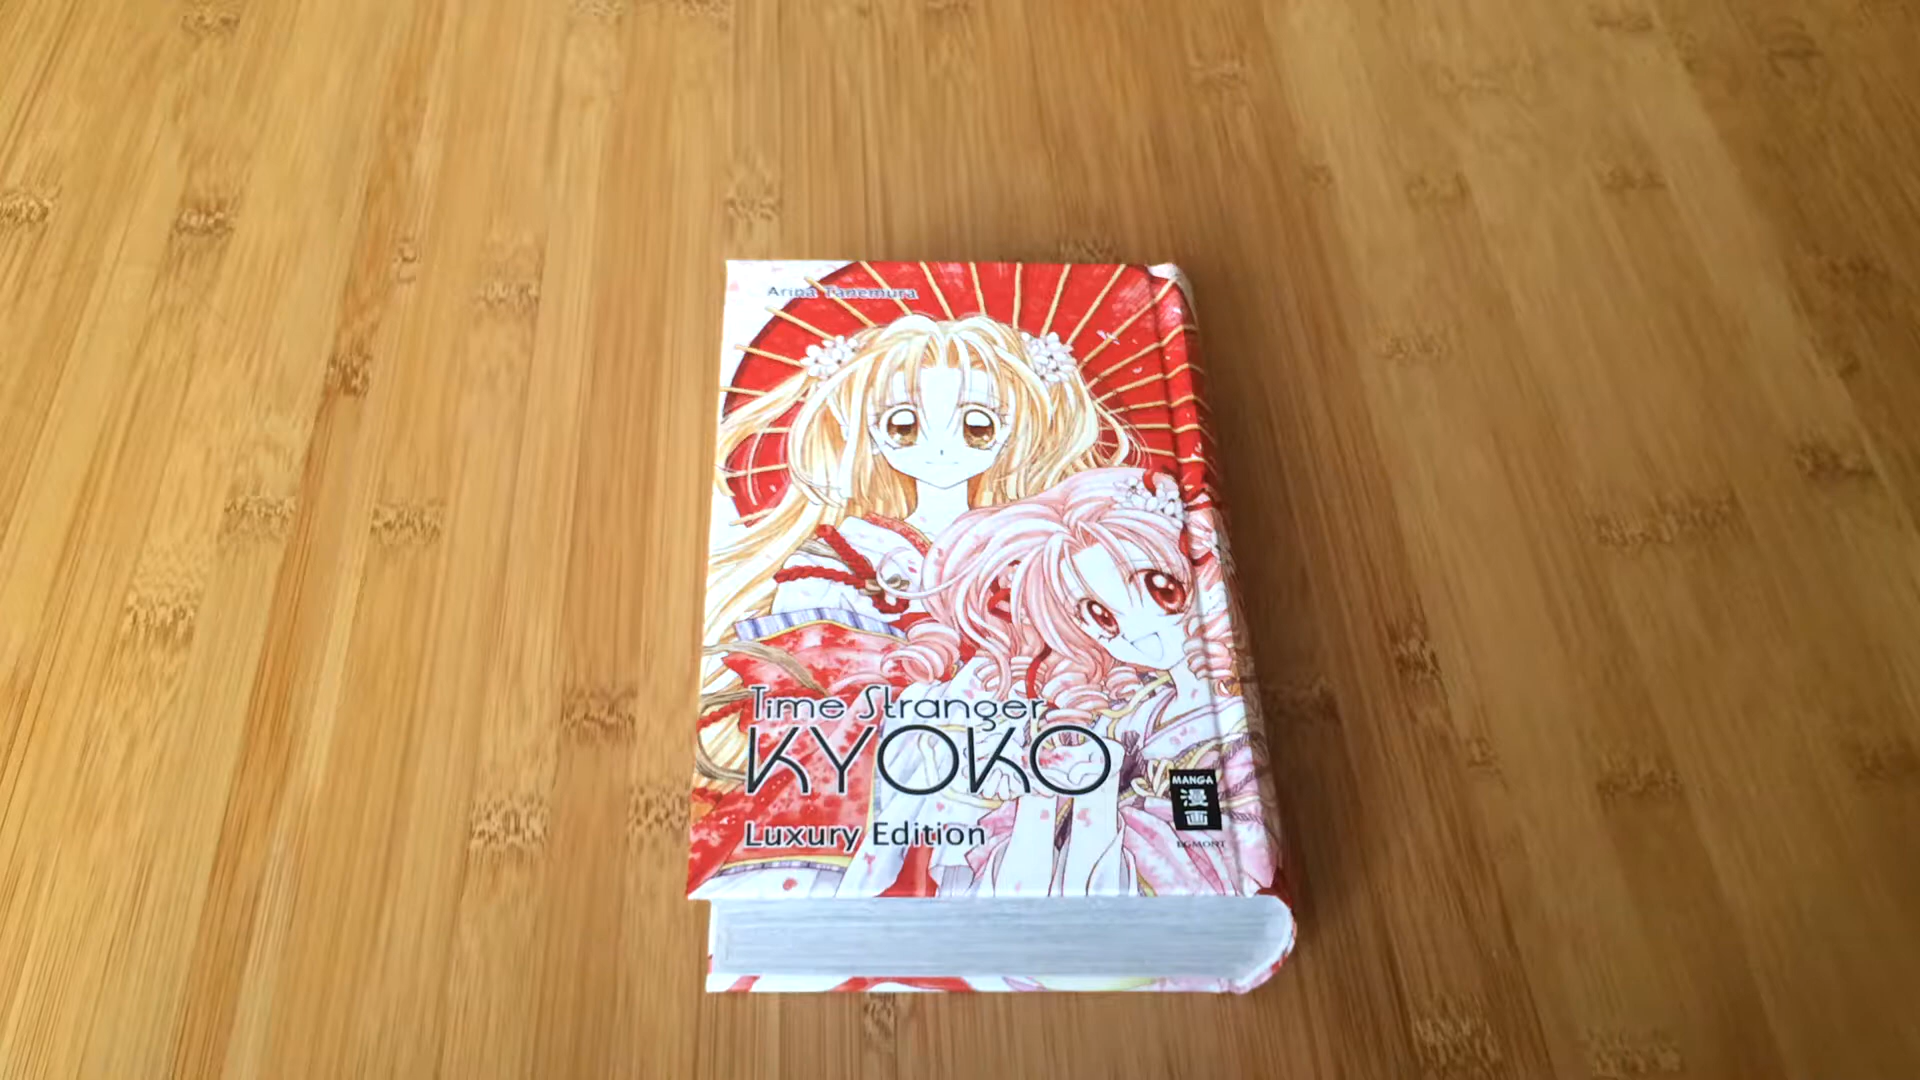 Arina Tanemura
Time Stranger
KYOKO
Luxury Edition
MANGA
漫
画
EGMONT